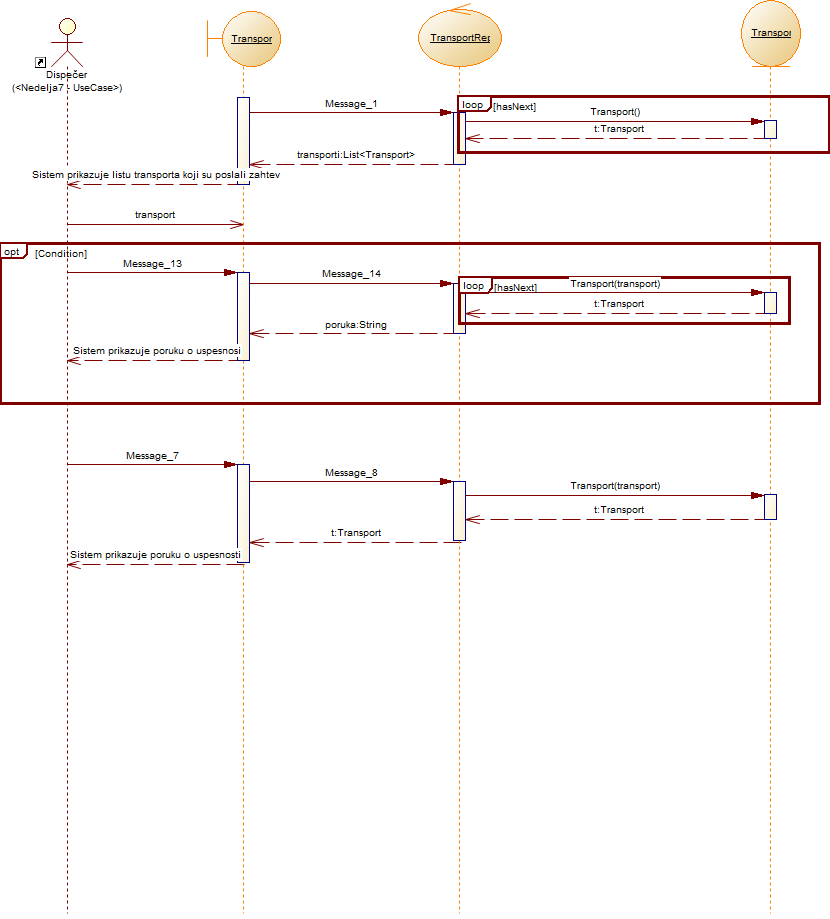 Transpor
TransportRep
Transpor
Dispečer
(<Nedelja7 - UseCase>)
Message_1
loop
[hasNext]
Transport()
t:Transport
transporti:List<Transport>
Sistem prikazuje listu transporta koji su poslali zahtev
transport
opt
[Condition]
Message_13
Message_14
loop
[hasNext]
Transport(transport)
t:Transport
poruka:String
Sistem prikazuje poruku o uspesnosi
Message_7
Message_8
Transport(transport)
t:Transport
t:Transport
Sistem prikazuje poruku o uspesnosti